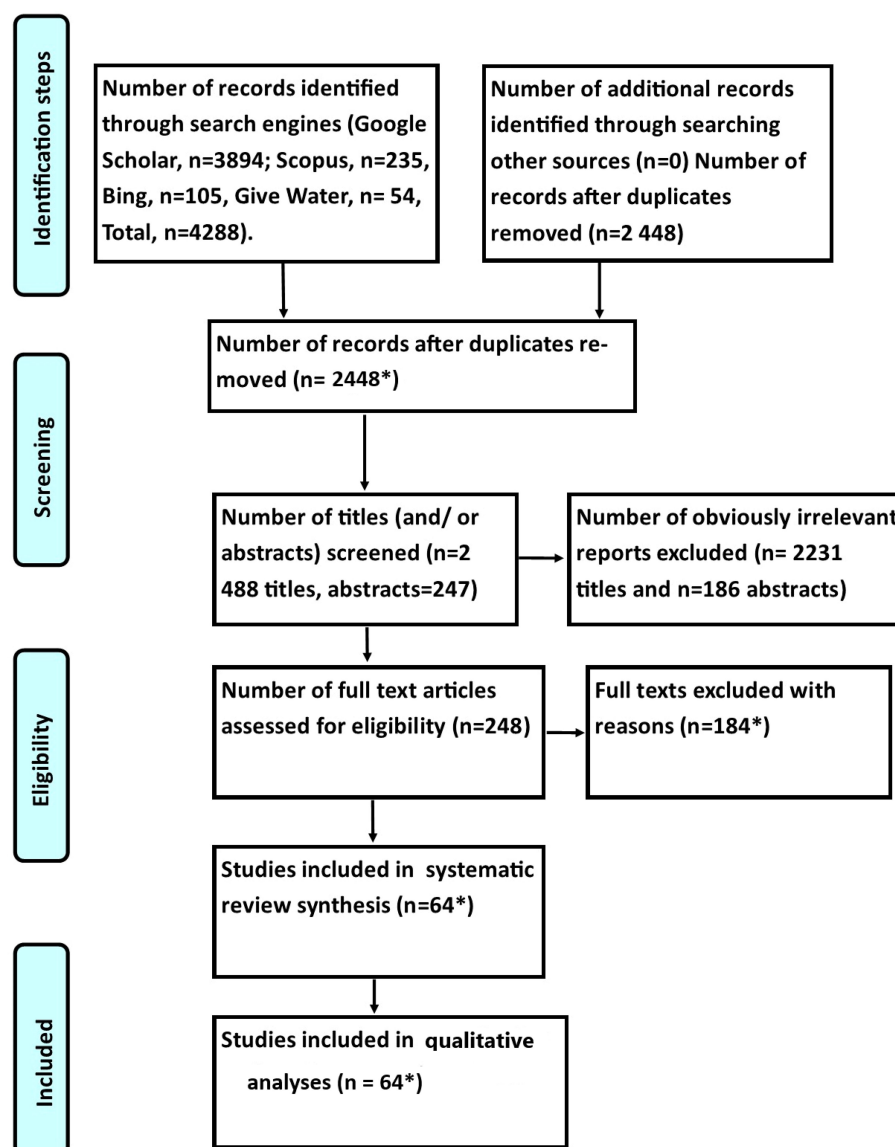 Identification steps
Number of records identified
through search engines (Google
Scholar, n=3894; Scopus, n=235,
Bing, n=105, Give Water, n= 54,
Total, n=4288).
Number of additional records
identified through searching
other sources (n=0) Number of
records after duplicates
removed (n=2 448)
Number of records after duplicates re-
moved (n= 2448*)
Screening
Number of titles (and/ or
abstracts) screened (n=2
488 titles, abstracts=247)
Number of obviously irrelevant
reports excluded (n= 2231
titles and n=186 abstracts)
Eligibility
Number of full text articles
assessed for eligibility (n=248)
Full texts excluded with
reasons (n=184*)
Studies included in systematic
review synthesis (n=64*)
Included
Studies included in qualitative
analyses (n = 64*)